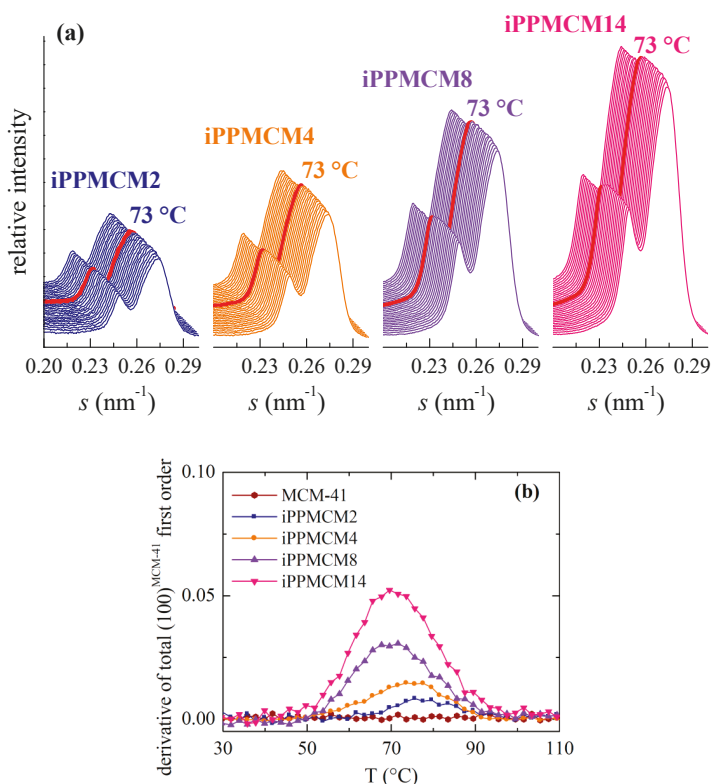 (a)
iPPMCM14
73 °C
iPPMCM8
73 °C
iPPMCM4
73 °C
iPPMCM2
73 °C
relative intensity
0.20 0.23 0.26 0.29 0.23 0.26 0.29 0.23 0.26 0.29 0.23 0.26 0.29
s (nm-1) s (nm-1) s (nm-1) s (nm-1)
(b)
derivative of total (100)MCM-41 first order
0.10
0.05
0.00
MCM-41
iPPMCM2
iPPMCM4
iPPMCM8
iPPMCM14
30 50 70 90 110
T (°C)